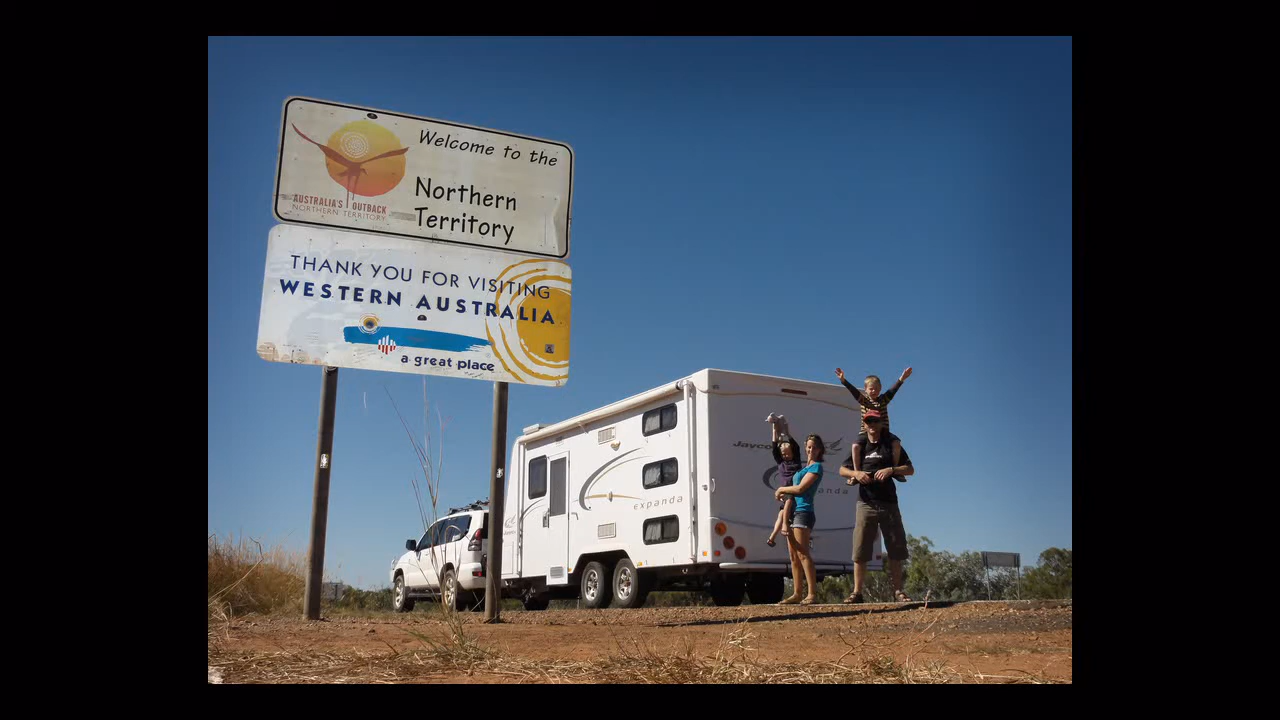 Welcome to the
Northern
Territory
AUSTRALIA'S OUTBACK
NORTHERN TERRITORY
THANK YOU FOR VISITING
WESTERN AUSTRALIA
a great place
Jayco
expanda